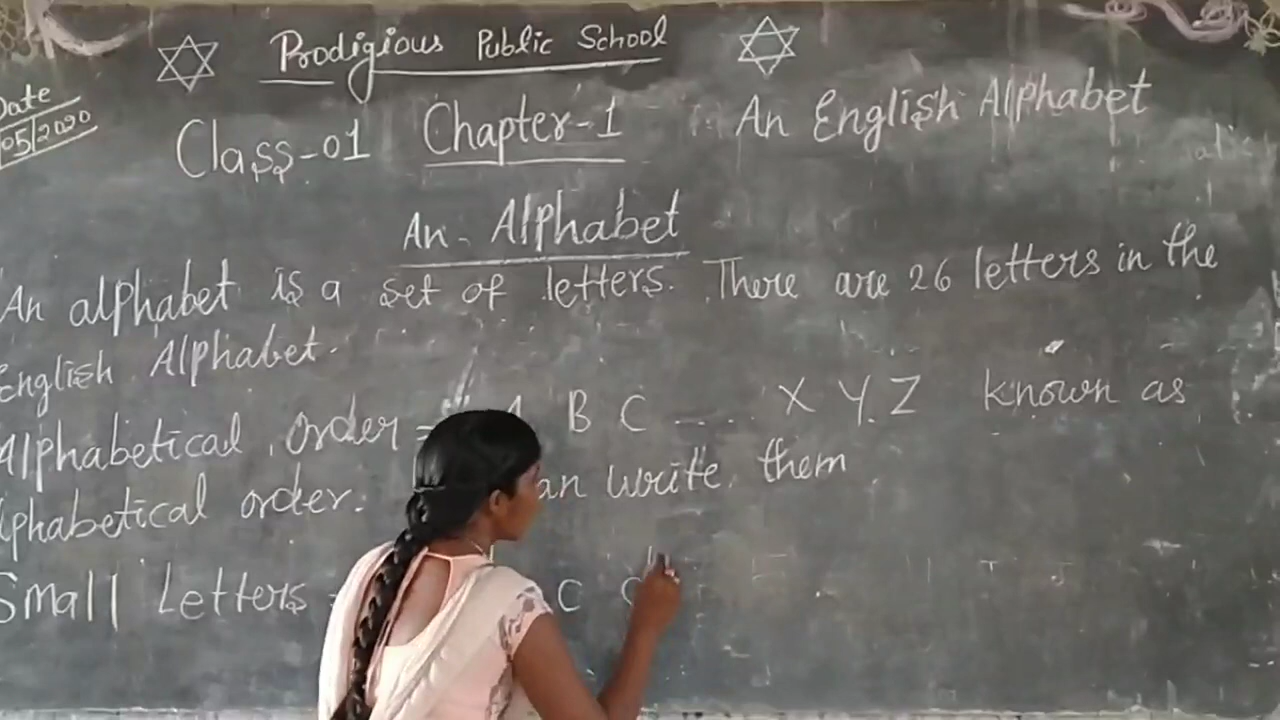 Prodigious Public School
Date
05/2020
Class-01 Chapter-1 An English Alphabet
An Alphabet
An alphabet is a set of letters. There are 26 letters in the
English Alphabet.
Alphabetical order = A B C ... X Y Z known as
Alphabetical order. an write them
Small Letters = C